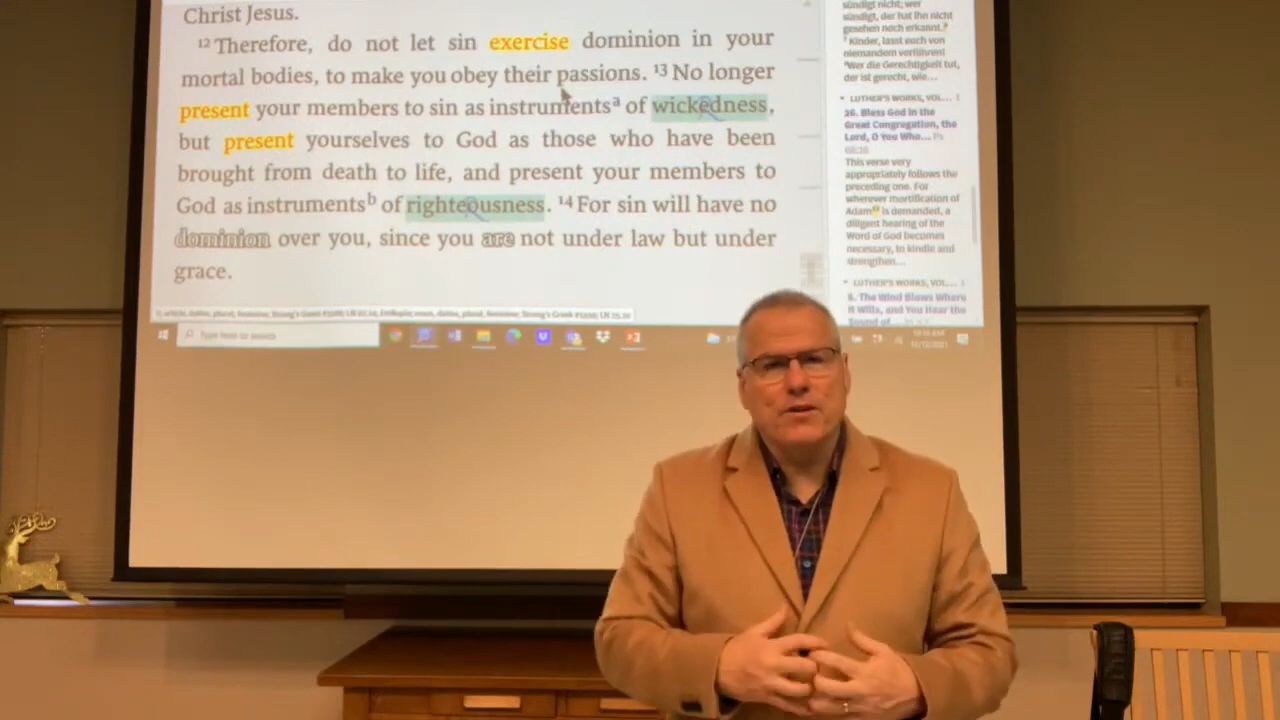 Christ Jesus.
12 Therefore, do not let sin exercise dominion in your
mortal bodies, to make you obey their passions. 13 No longer
present your members to sin as instrumentsa of wickedness,
but present yourselves to God as those who have been
brought from death to life, and present your members to
God as instrumentsb of righteousness. 14 For sin will have no
dominion over you, since you are not under law but under
grace.
Type here to search
sündigt nicht; wer
sündigt, der hat ihn nicht
gesehen noch erkannt.
7 Kinder, lasst euch von
niemandem verführen!
Wer die Gerechtigkeit tut,
der ist gerecht, wie...
LUTHER'S WORKS, VOL...
26. Bless God in the
Great Congregation, the
Lord, O You Who...
This verse very
appropriately follows the
preceding one. For
wherever mortification of
Adam is demanded, a
diligent hearing of the
Word of God becomes
necessary, to kindle and
strengthen...
LUTHER'S WORKS, VOL...
8. The Wind Blows Where
It Wills, and You Hear the
Sound of